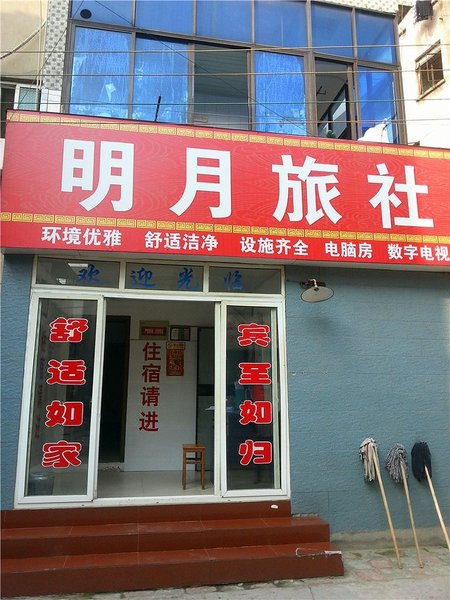 明月旅社
环境优雅 舒适洁净 设施齐全 电脑房 数字电视
欢迎光临
舒适如家
住宿请进
宾至如归